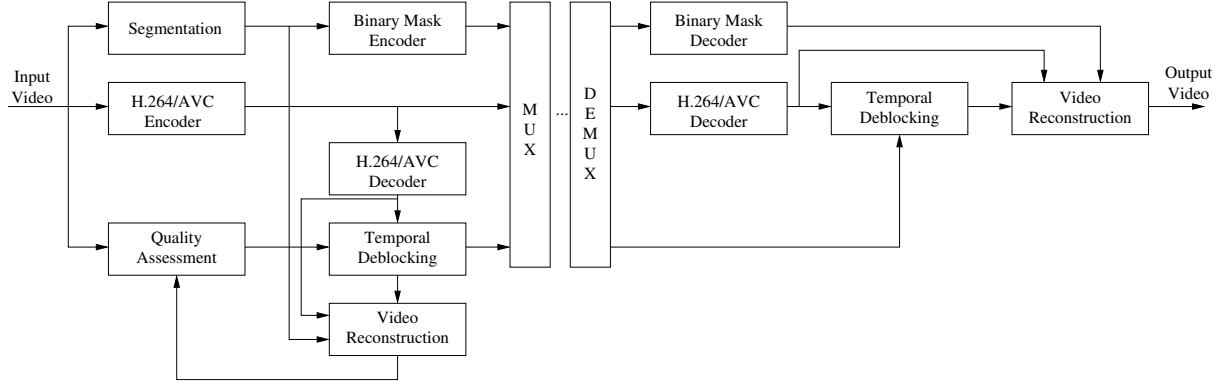 Input
Video
Segmentation
Binary Mask
Encoder
H.264/AVC
Encoder
H.264/AVC
Decoder
Quality
Assessment
Temporal
Deblocking
Video
Reconstruction
M
U
X
...
D
E
M
U
X
Binary Mask
Decoder
H.264/AVC
Decoder
Temporal
Deblocking
Video
Reconstruction
Output
Video